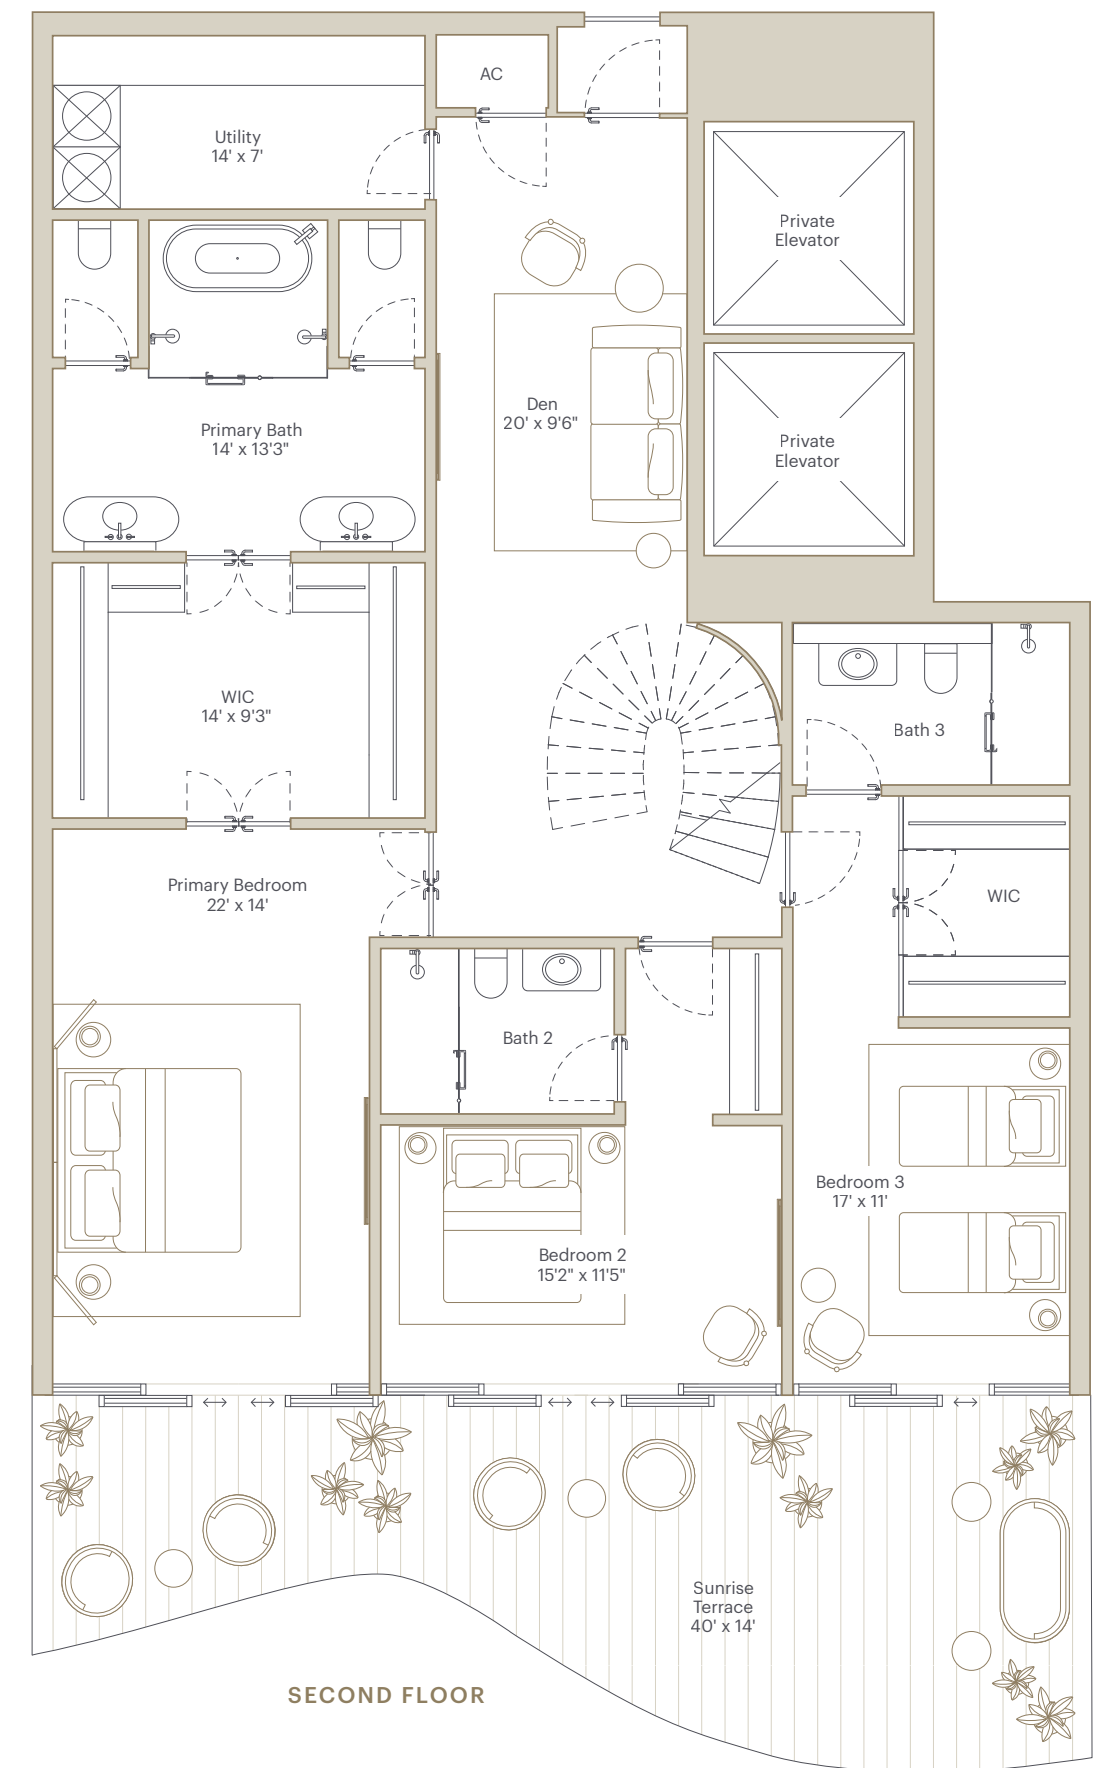 AC
Utility
14' x 7'
Private
Elevator
Den
20' x 9'6"
Primary Bath
14' x 13'3"
Private
Elevator
WIC
14' x 9'3"
Bath 3
Primary Bedroom
22' x 14'
WIC
Bath 2
Bedroom 3
17' x 11'
Bedroom 2
15'2" x 11'5"
Sunrise
Terrace
40' x 14'
SECOND FLOOR